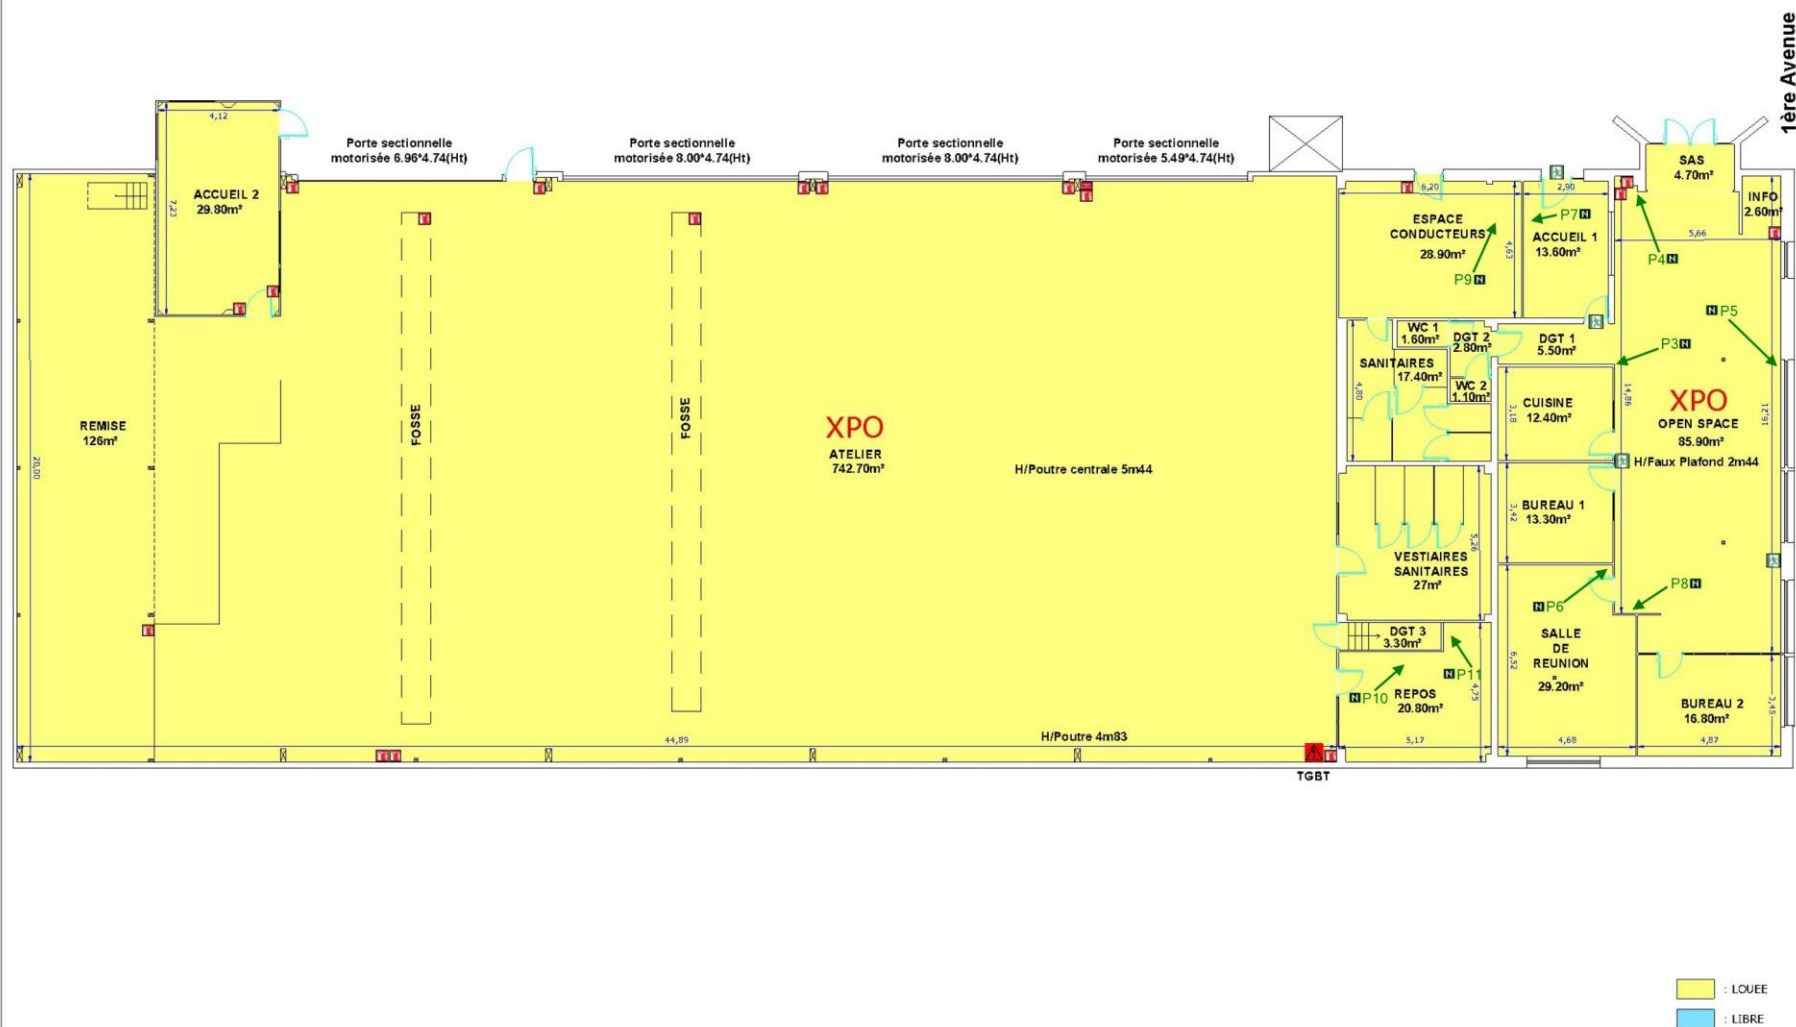 1ère Avenue
4,12
Porte sectionnelle
motorisée 6.96*4.74(Ht)
Porte sectionnelle
motorisée 8.00*4.74(Ht)
Porte sectionnelle
motorisée 8.00*4.74(Ht)
Porte sectionnelle
motorisée 5.49*4.74(Ht)
SAS
4.70m²
ACCUEIL 2
29.80m²
7,23
6,20
2,90
INFO
2.60m²
ESPACE
CONDUCTEURS
28.90m²
4,63
P7 N
ACCUEIL 1
13.60m²
5,66
P4 N
P9 N
N P5
WC 1
1.60m²
DGT 2
2.80m²
DGT 1
5.50m²
P3 N
SANITAIRES
17.40m²
4,80
WC 2
1.10m²
CUISINE
12.40m²
3,18
14,86
XPO
OPEN SPACE
85.90m²
H/Faux Plafond 2m44
16,21
REMISE
126m²
20,00
FOSSE
FOSSE
XPO
ATELIER
742.70m²
H/Poutre centrale 5m44
BUREAU 1
13.30m²
3,42
VESTIAIRES
SANITAIRES
27m²
5,26
N P6
P8 N
DGT 3
3.30m²
SALLE
DE
REUNION
29.20m²
6,52
N P11
N P10
REPOS
20.80m²
4,75
BUREAU 2
16.80m²
3,45
44,89
H/Poutre 4m83
5,17
4,68
4,87
TGBT
: LOUEE
: LIBRE